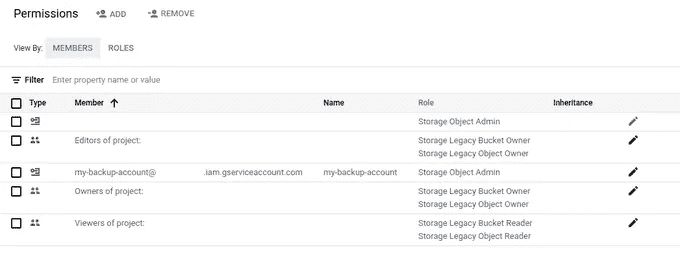 Permissions ADD REMOVE
View By: MEMBERS ROLES
Filter Enter property name or value
Type Member Name Role Inheritance
Storage Object Admin
Editors of project: Storage Legacy Bucket Owner
Storage Legacy Object Owner
my-backup-account@ .iam.gserviceaccount.com my-backup-account Storage Object Admin
Owners of project: Storage Legacy Bucket Owner
Storage Legacy Object Owner
Viewers of project: Storage Legacy Bucket Reader
Storage Legacy Object Reader